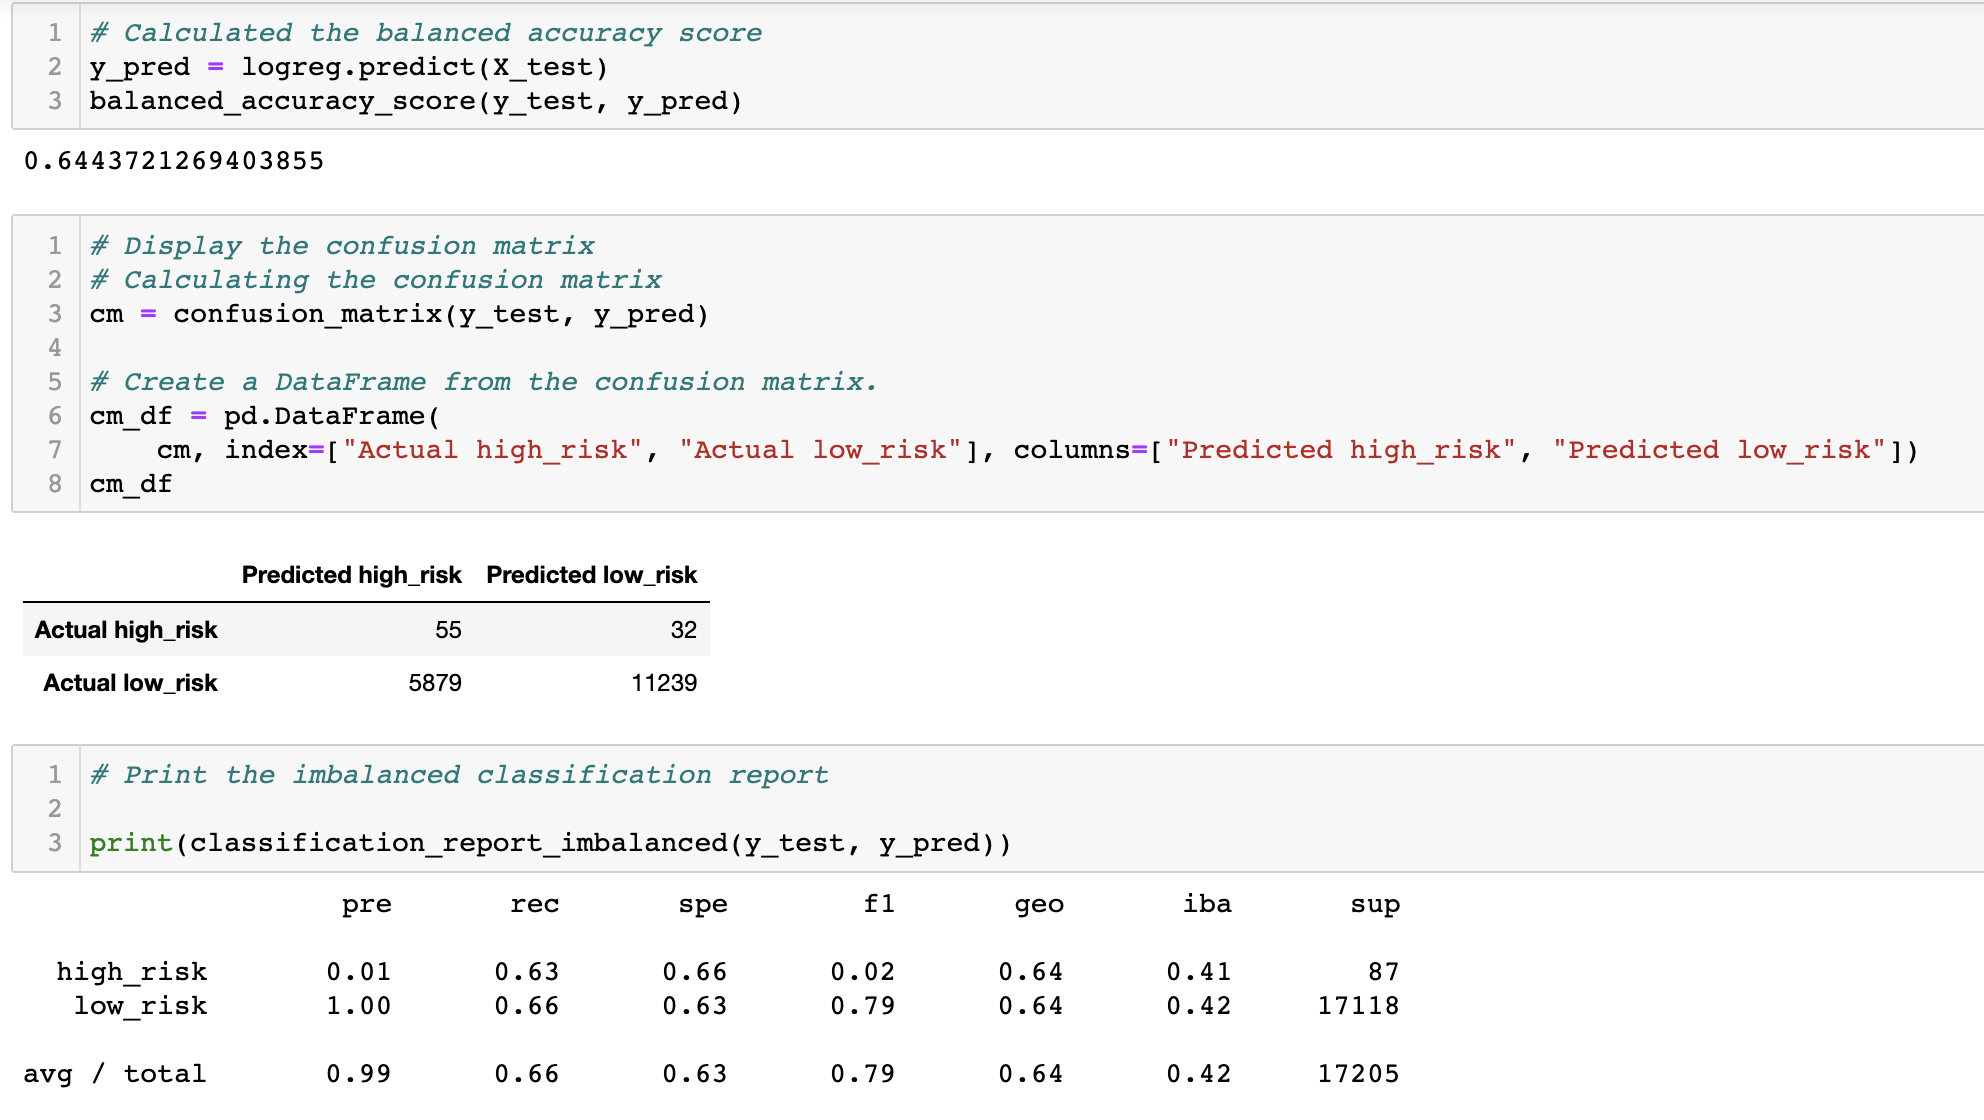 1 # Calculated the balanced accuracy score
2 y_pred = logreg.predict(X_test)
3 balanced_accuracy_score(y_test, y_pred)
0.6443721269403855
1 # Display the confusion matrix
2 # Calculating the confusion matrix
3 cm = confusion_matrix(y_test, y_pred)
4
5 # Create a DataFrame from the confusion matrix.
6 cm_df = pd.DataFrame(
7     cm, index=["Actual high_risk", "Actual low_risk"], columns=["Predicted high_risk", "Predicted low_risk"])
8 cm_df
Predicted high_risk Predicted low_risk
Actual high_risk 55 32
Actual low_risk 5879 11239
1 # Print the imbalanced classification report
2
3 print(classification_report_imbalanced(y_test, y_pred))
pre rec spe f1 geo iba sup
high_risk 0.01 0.63 0.66 0.02 0.64 0.41 87
low_risk 1.00 0.66 0.63 0.79 0.64 0.42 17118
avg / total 0.99 0.66 0.63 0.79 0.64 0.42 17205